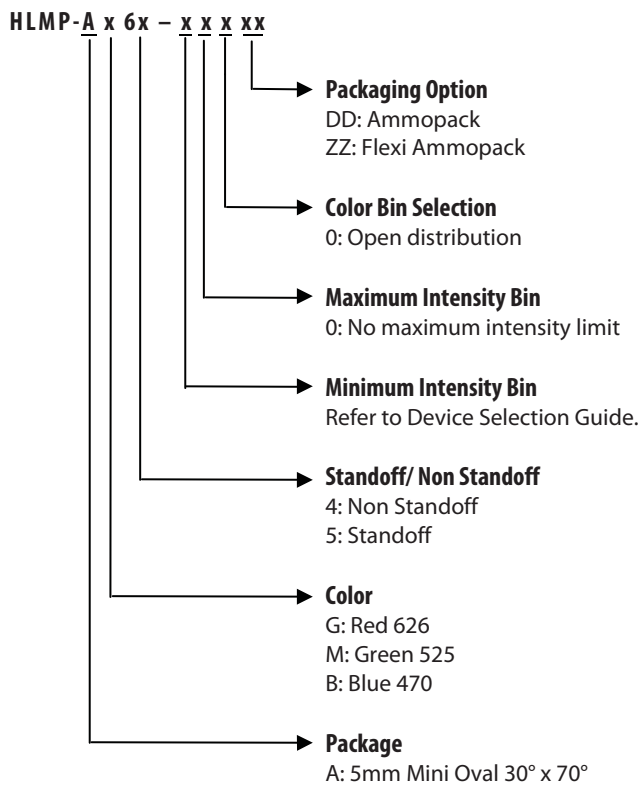 HLMP-A x 6x – x x x xx
Packaging Option
DD: Ammopack
ZZ: Flexi Ammopack
Color Bin Selection
0: Open distribution
Maximum Intensity Bin
0: No maximum intensity limit
Minimum Intensity Bin
Refer to Device Selection Guide.
Standoff/ Non Standoff
4: Non Standoff
5: Standoff
Color
G: Red 626
M: Green 525
B: Blue 470
Package
A: 5mm Mini Oval 30° x 70°